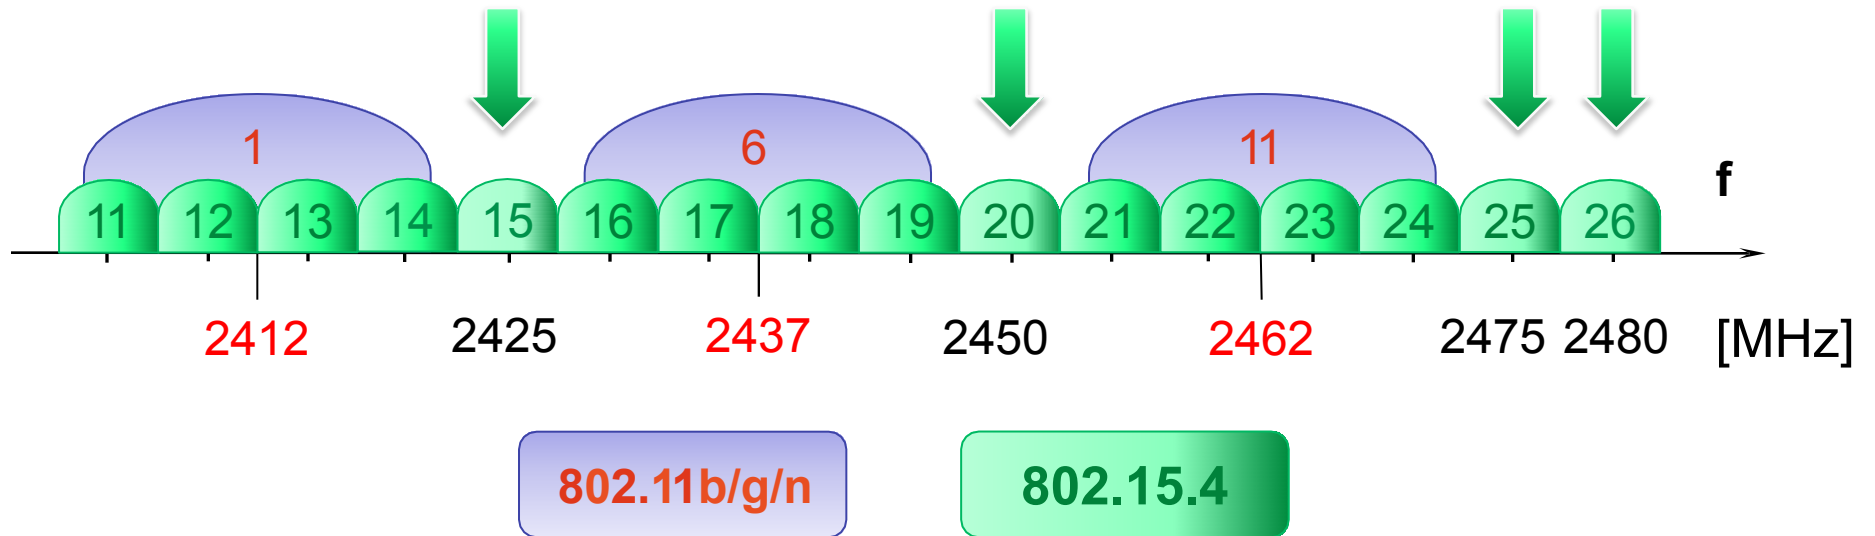 1 6 11
f
11 12 13 14 15 16 17 18 19 20 21 22 23 24 25 26
2412 2425 2437 2450 2462 2475 2480 [MHz]
802.11b/g/n 802.15.4